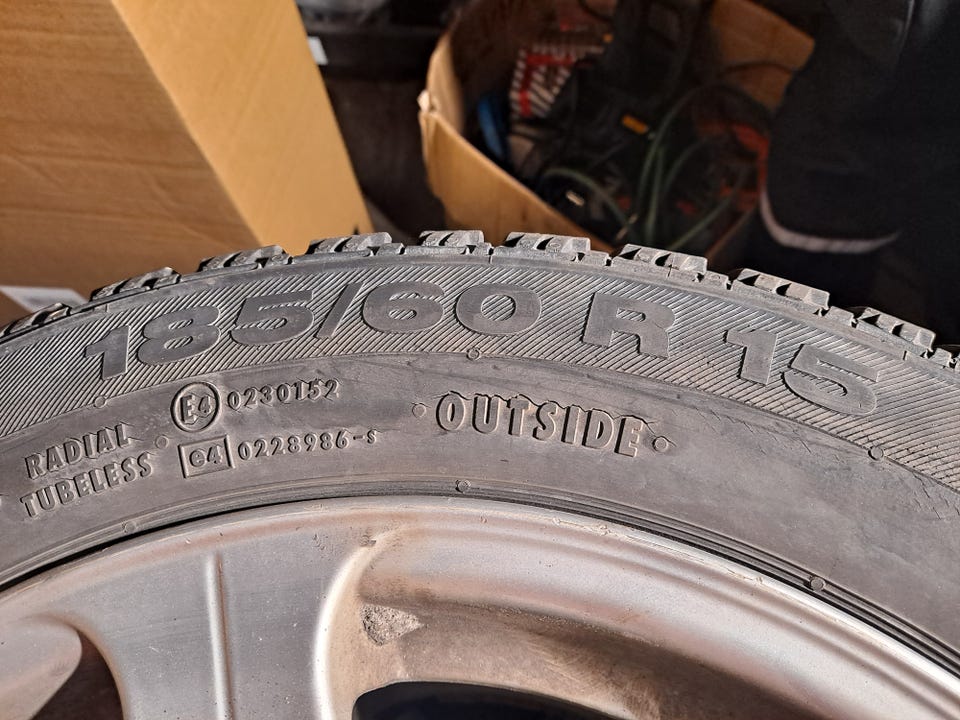 185/60 R 15
E4 0230152
OUTSIDE
RADIAL
TUBELESS
e4 0228986-s